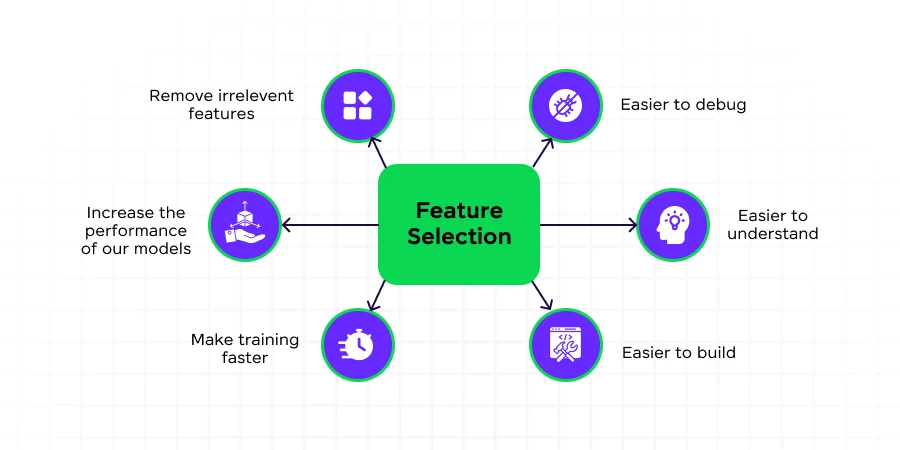 Remove irrelevent
features
Easier to debug
Increase the
performance
of our models
Feature
Selection
Easier to
understand
Make training
faster
Easier to build